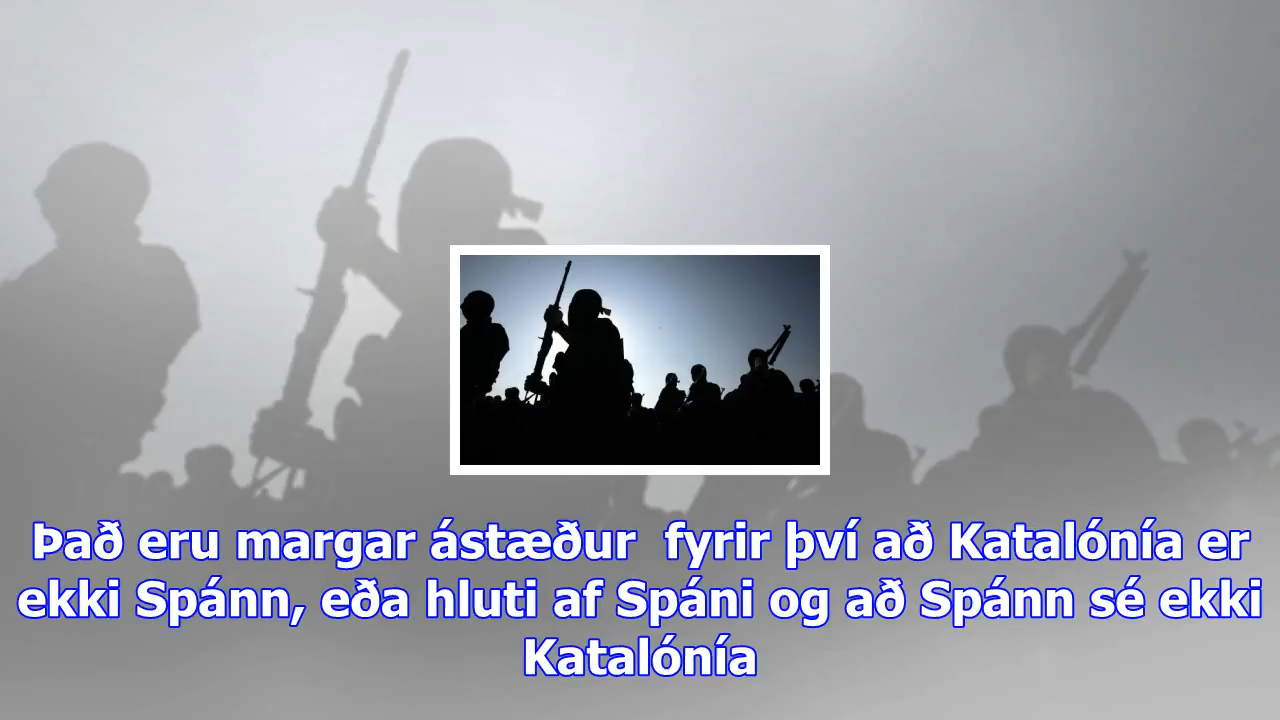 Það eru margar ástæður  fyrir því að Katalónía er
ekki Spánn, eða hluti af Spáni og að Spánn sé ekki
Katalónía